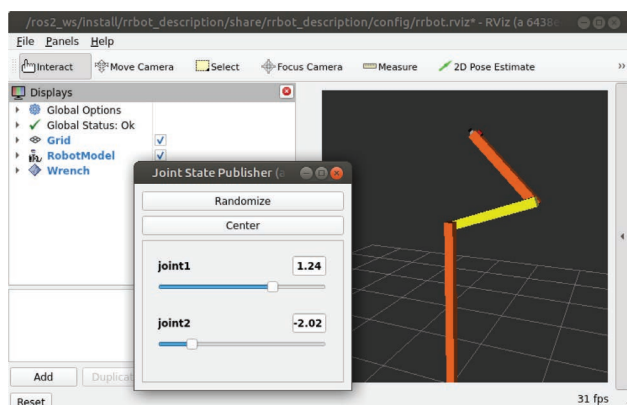 /ros2_ws/install/rrbot_description/share/rrbot_description/config/rrbot.rviz* - RViz (a 6438c
File Panels Help
Interact Move Camera Select Focus Camera Measure 2D Pose Estimate »
Displays
Global Options
Global Status: Ok
Grid
RobotModel
Wrench
Joint State Publisher (a
Randomize
Center
joint1 1.24
joint2 -2.02
Add Duplicat
Reset
31 fps